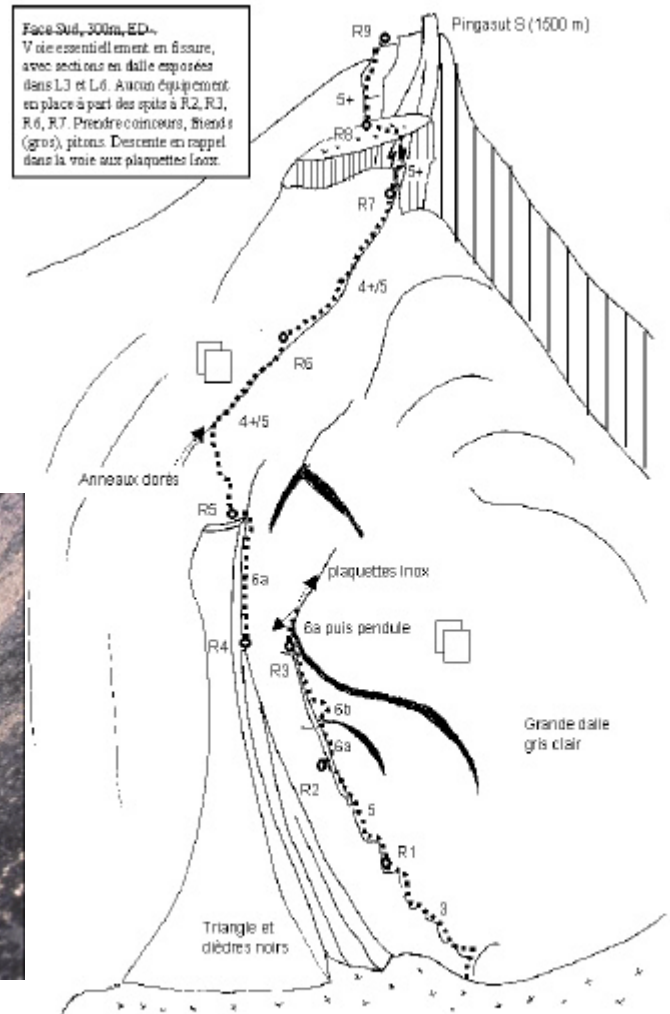 Face Sud, 300m, ED-.
Voie essentiellement en fissure,
avec sections en dalle exposées
dans L3 et L6. Aucun équipement
en place à part des spits à R2, R3,
R6, R7. Prendre coinceurs, friends
(gros), pitons. Descente en rappel
dans la voie aux plaquettes Inox.
Pingasut S (1500 m)
R9
5+
R8
5+
R7
4+/5
R6
4+/5
Anneaux dorés
R5
6a
plaquettes Inox
6a puis pendule
R4
R3
6b
Grande dalle
gris clair
6a
R2
5
R1
3
Triangle et
dièdres noirs